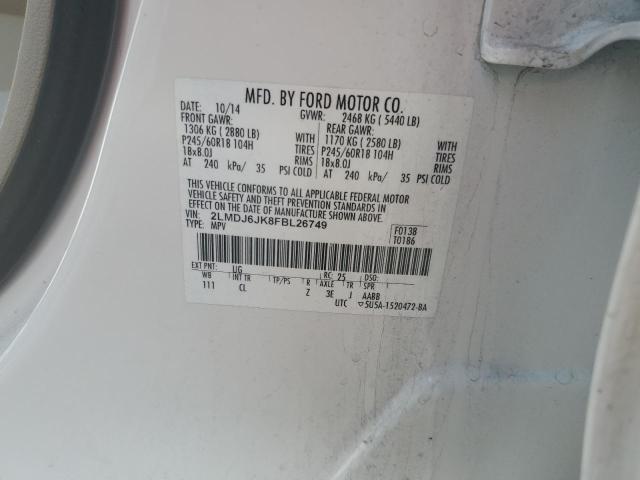 MFD. BY FORD MOTOR CO.
DATE: 10/14 GVWR: 2468 KG ( 5440 LB)
FRONT GAWR: REAR GAWR:
1306 KG ( 2880 LB) 1170 KG ( 2580 LB)
P245/60R18 104H WITH TIRES P245/60R18 104H WITH TIRES
18x8.0J RIMS 18x8.0J RIMS
AT 240 kPa/ 35 PSI COLD AT 240 kPa/ 35 PSI COLD
THIS VEHICLE CONFORMS TO ALL APPLICABLE FEDERAL MOTOR
VEHICLE SAFETY AND THEFT PREVENTION STANDARDS IN
EFFECT ON THE DATE OF MANUFACTURE SHOWN ABOVE.
VIN: 2LMDJ6JK8FBL26749
TYPE: MPV
F0138
T0186
EXT PNT: UG RC: 25 DSO:
WB INT TR TP/PS R AXLE TR SPR
111 CL Z 3E J AABB
UTC ▽5U5A-1520472-BA